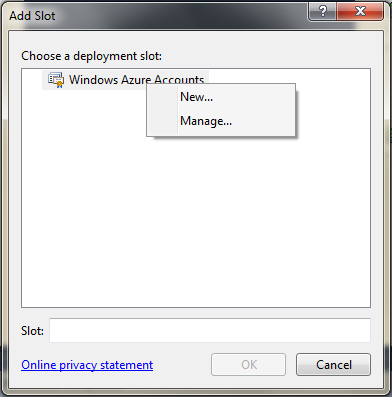 Add Slot
?
Choose a deployment slot:
Windows Azure Accounts
New...
Manage...
Slot:
Online privacy statement
OK
Cancel